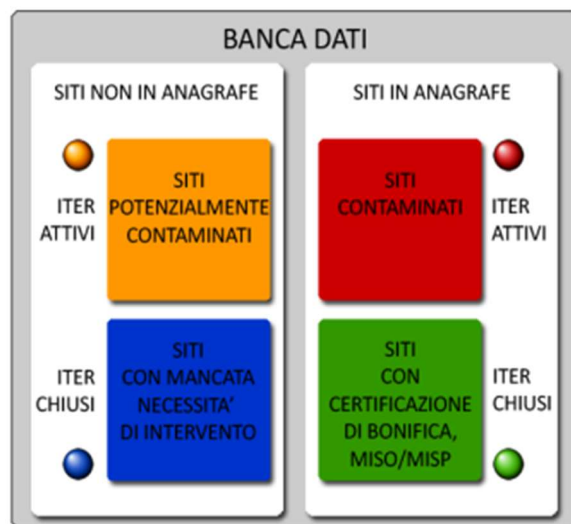 BANCA DATI
SITI NON IN ANAGRAFE
ITER
ATTIVI
SITI
POTENZIALMENTE
CONTAMINATI
ITER
CHIUSI
SITI
CON MANCATA
NECESSITA'
DI INTERVENTO
SITI IN ANAGRAFE
SITI
CONTAMINATI
ITER
ATTIVI
SITI
CON
CERTIFICAZIONE
DI BONIFICA,
MISO/MISP
ITER
CHIUSI